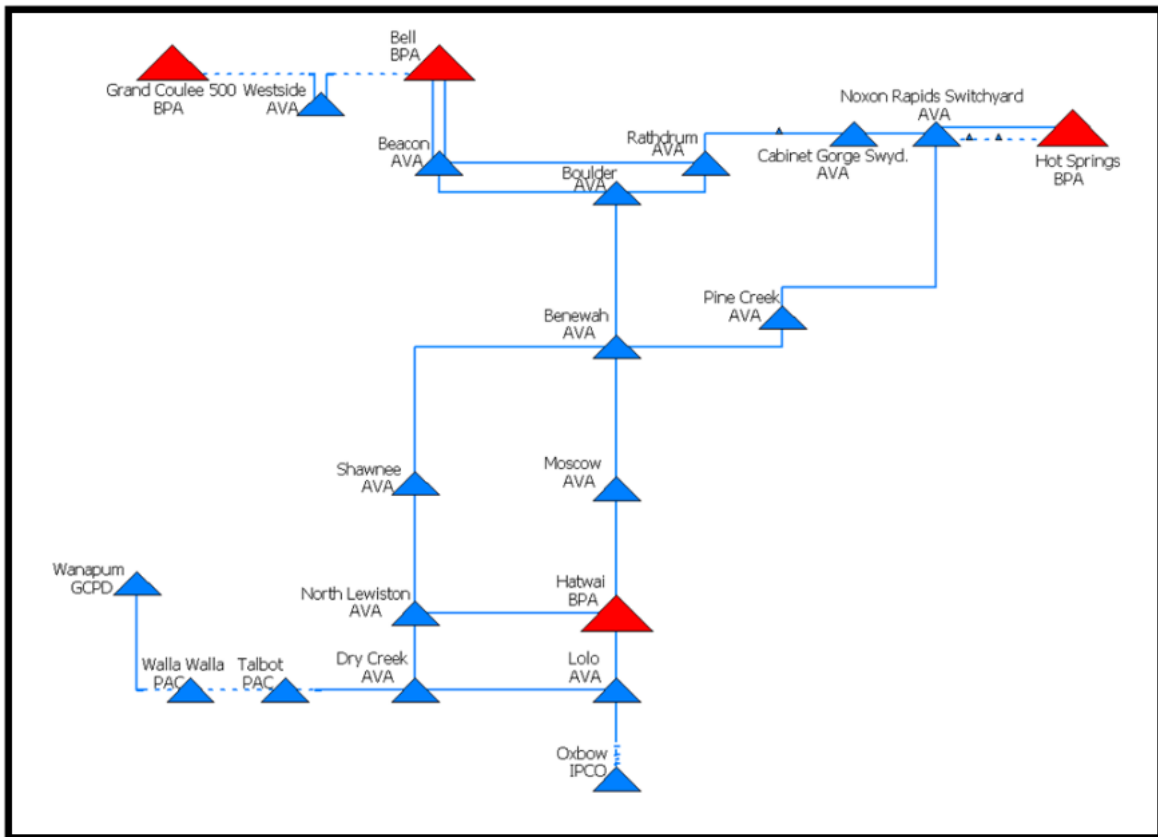 Bell
BPA
Grand Coulee 500
BPA
Westside
AVA
Noxon Rapids Switchyard
AVA
Beacon
AVA
Rathdrum
AVA
Cabinet Gorge Swyd.
AVA
Hot Springs
BPA
Boulder
AVA
Pine Creek
AVA
Benewah
AVA
Shawnee
AVA
Moscow
AVA
Wanapum
GCPD
North Lewiston
AVA
Hatwai
BPA
Walla Walla
PAC
Talbot
PAC
Dry Creek
AVA
Lolo
AVA
Oxbow
IPCO